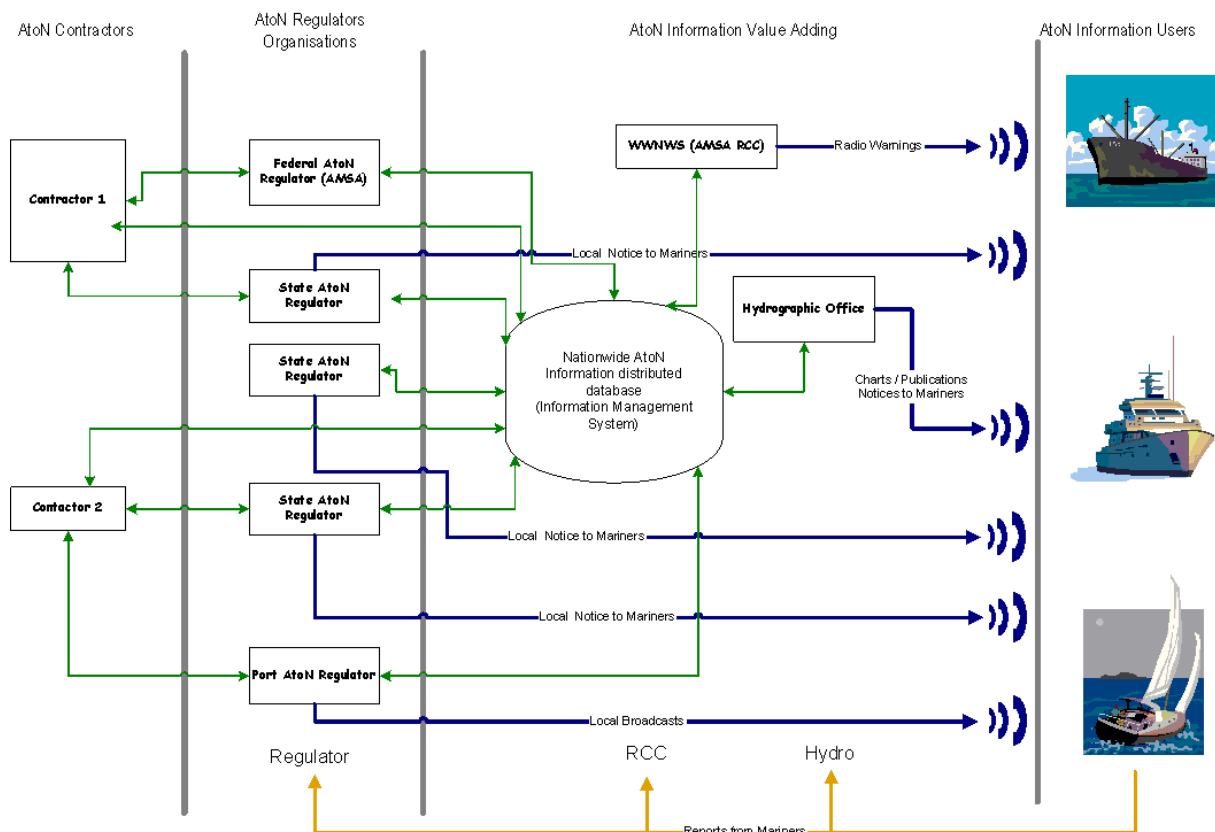 AtoN Contractors
AtoN Regulators
Organisations
AtoN Information Value Adding
AtoN Information Users
Contractor 1
Federal AtoN
Regulator (AMSA)
WWNWS (AMSA RCC)
Radio Warnings
Local Notice to Mariners
State AtoN
Regulator
Hydrographic Office
State AtoN
Regulator
Nationwide AtoN
Information distributed
database
(Information Management
System)
Charts / Publications
Notices to Mariners
Contactor 2
State AtoN
Regulator
Local Notice to Mariners
Local Notice to Mariners
Port AtoN Regulator
Local Broadcasts
Regulator
RCC
Hydro
Reports from Mariners